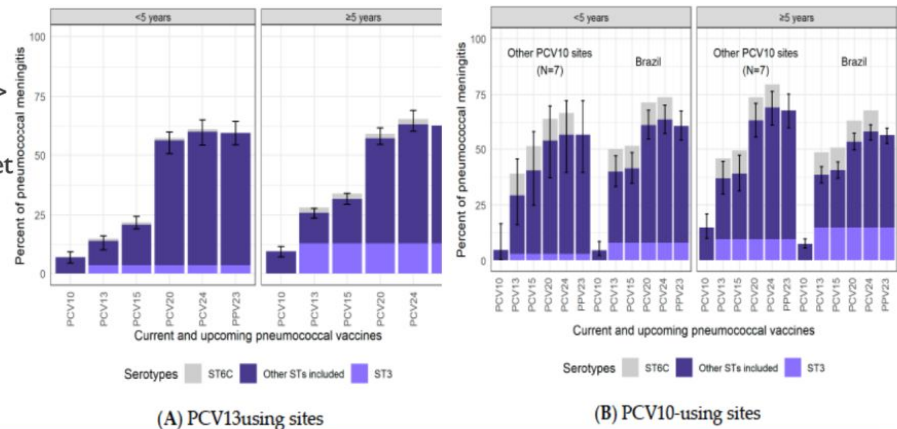 <5 years
≥5 years
Percent of pneumococcal meningitis
100
75
50
25
0
PCV10
PCV13
PCV15
PCV20
PCV24
PPV23
PCV10
PCV13
PCV15
PCV20
PCV24
Current and upcoming pneumococcal vaccines
Serotypes ST6C Other STs included ST3
(A) PCV13using sites
et
<5 years
≥5 years
Percent of pneumococcal meningitis
100
75
50
25
0
Other PCV10 sites
(N=7)
Brazil
Other PCV10 sites
(N=7)
Brazil
PCV10
PCV13
PCV15
PCV20
PCV24
PPV23
PCV10
PCV13
PCV15
PCV20
PCV24
PPV23
PCV10
PCV13
PCV15
PCV20
PCV24
PPV23
PCV10
PCV13
PCV15
PCV20
PCV24
PPV23
Current and upcoming pneumococcal vaccines
Serotypes ST6C Other STs included ST3
(B) PCV10-using sites